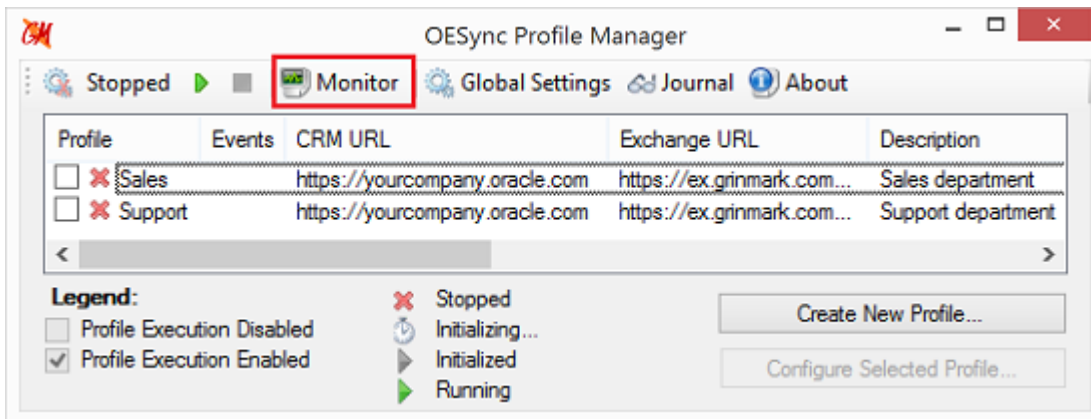 GM
OESync Profile Manager
Stopped Monitor Global Settings Journal About
Profile Events CRM URL Exchange URL Description
Sales https://yourcompany.oracle.com https://ex.grinmark.com... Sales department
Support https://yourcompany.oracle.com https://ex.grinmark.com... Support department
Legend:
Profile Execution Disabled
Profile Execution Enabled
Stopped
Initializing...
Initialized
Running
Create New Profile...
Configure Selected Profile...